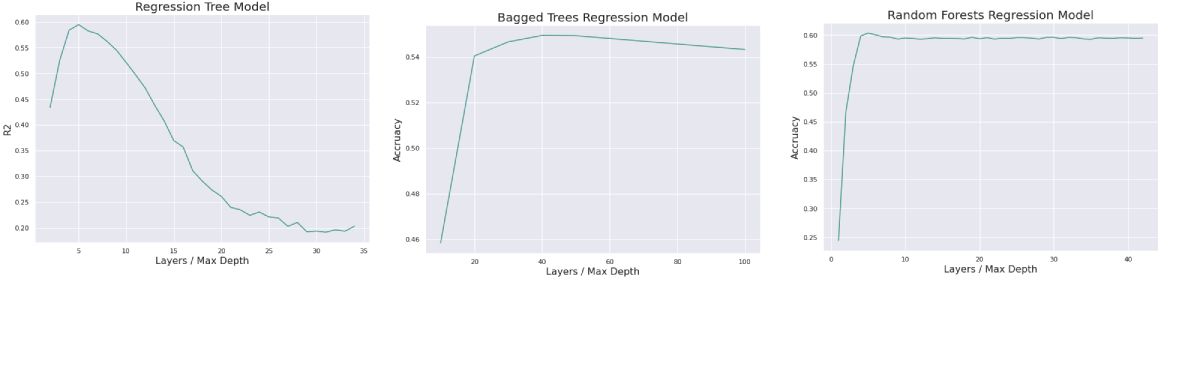 Regression Tree Model
0.60
0.55
0.50
0.45
0.40
0.35
0.30
0.25
0.20
R2
5 10 15 20 25 30 35
Layers / Max Depth
Bagged Trees Regression Model
0.54
0.52
0.50
0.48
0.46
Accruacy
20 40 60 80 100
Layers / Max Depth
Random Forests Regression Model
0.60
0.55
0.50
0.45
0.40
0.35
0.30
0.25
Accruacy
0 10 20 30 40
Layers / Max Depth